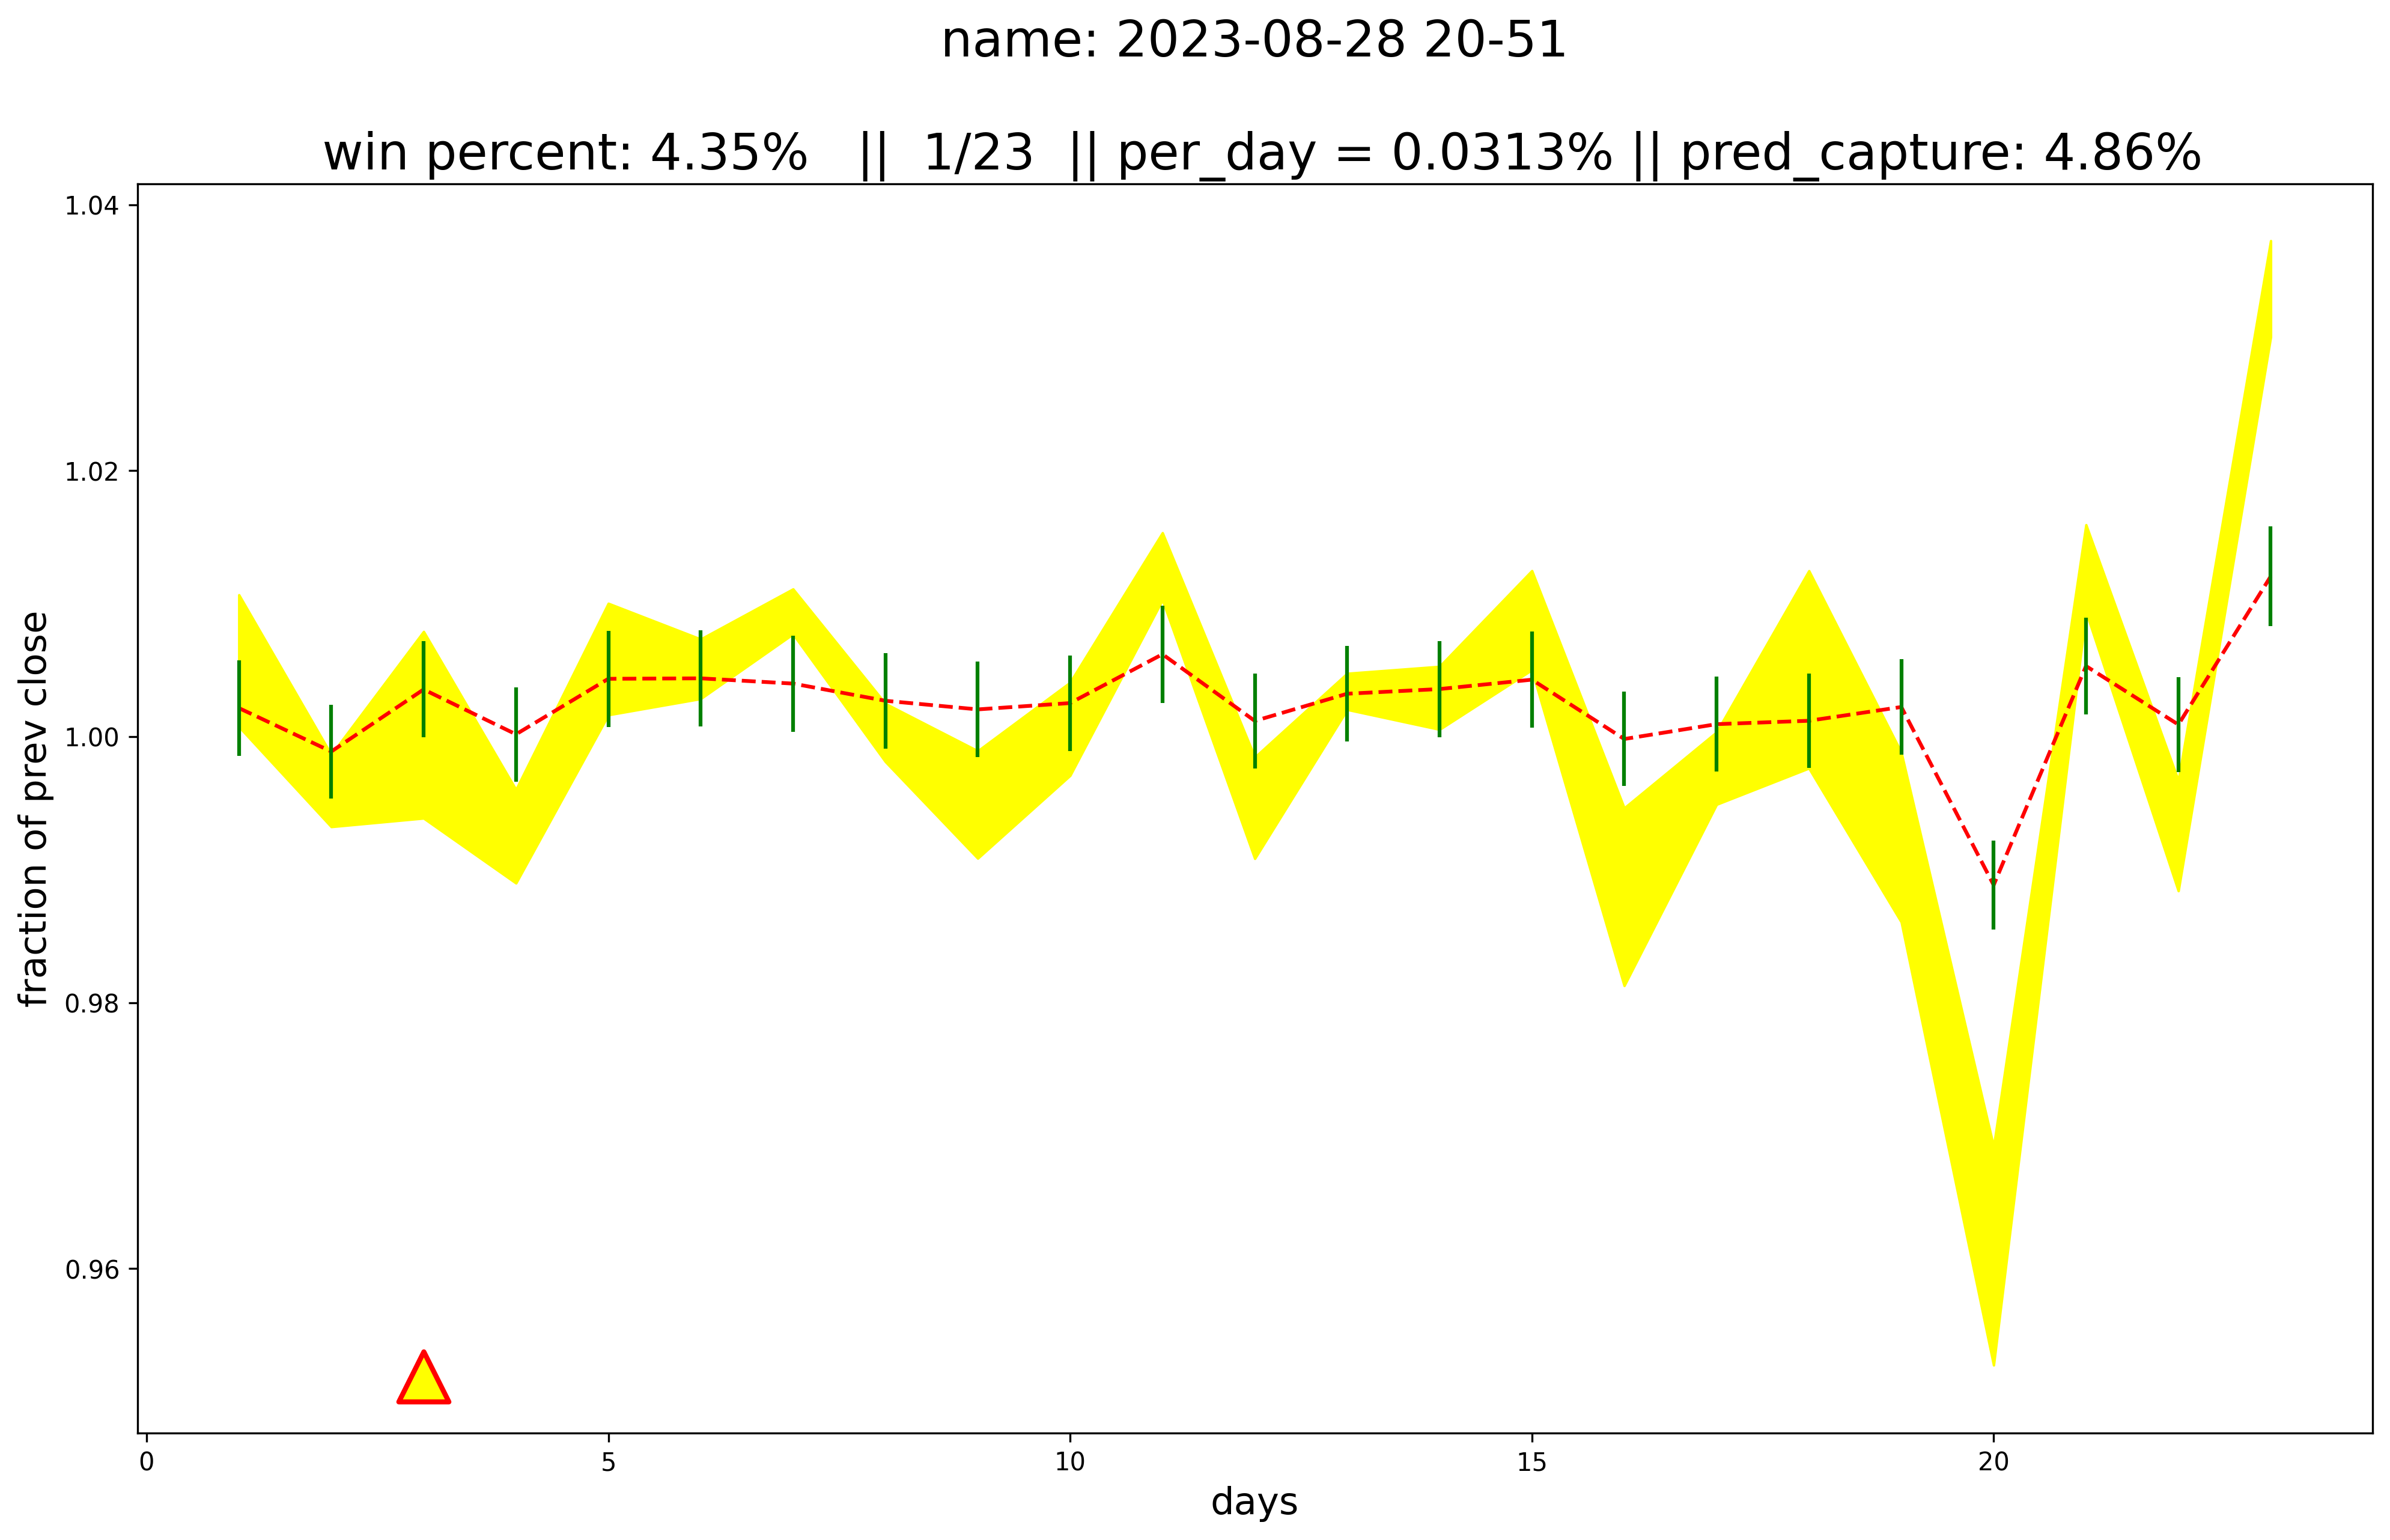 name: 2023-08-28 20-51
win percent: 4.35% || 1/23 || per_day = 0.0313% || pred_capture: 4.86%
1.04
1.02
1.00
0.98
0.96
fraction of prev close
0 5 10 15 20
days